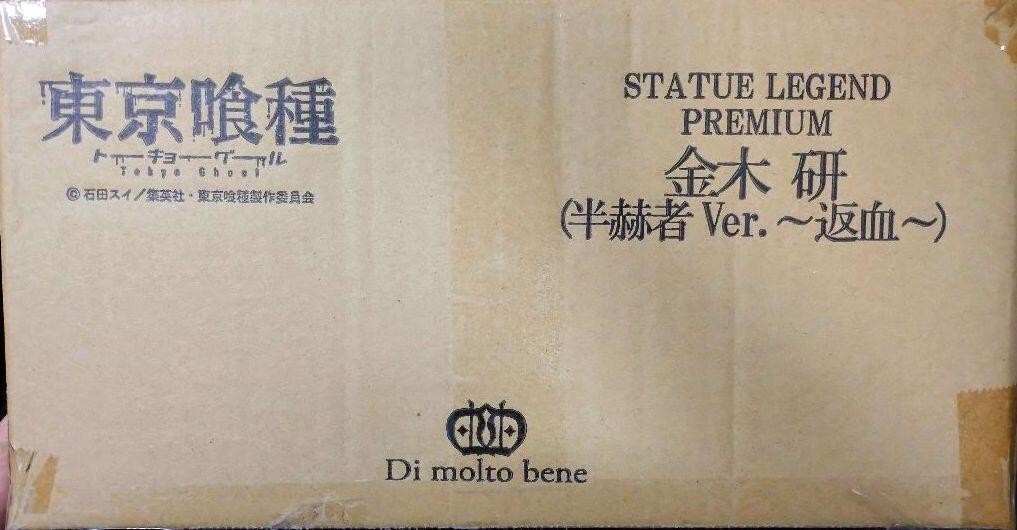 東京喰種
トーキョーグール
Tokyo Ghoul
©石田スイ/集英社・東京喰種製作委員会
STATUE LEGEND
PREMIUM
金木 研
(半赫者 Ver. ～返血～)
Di molto bene